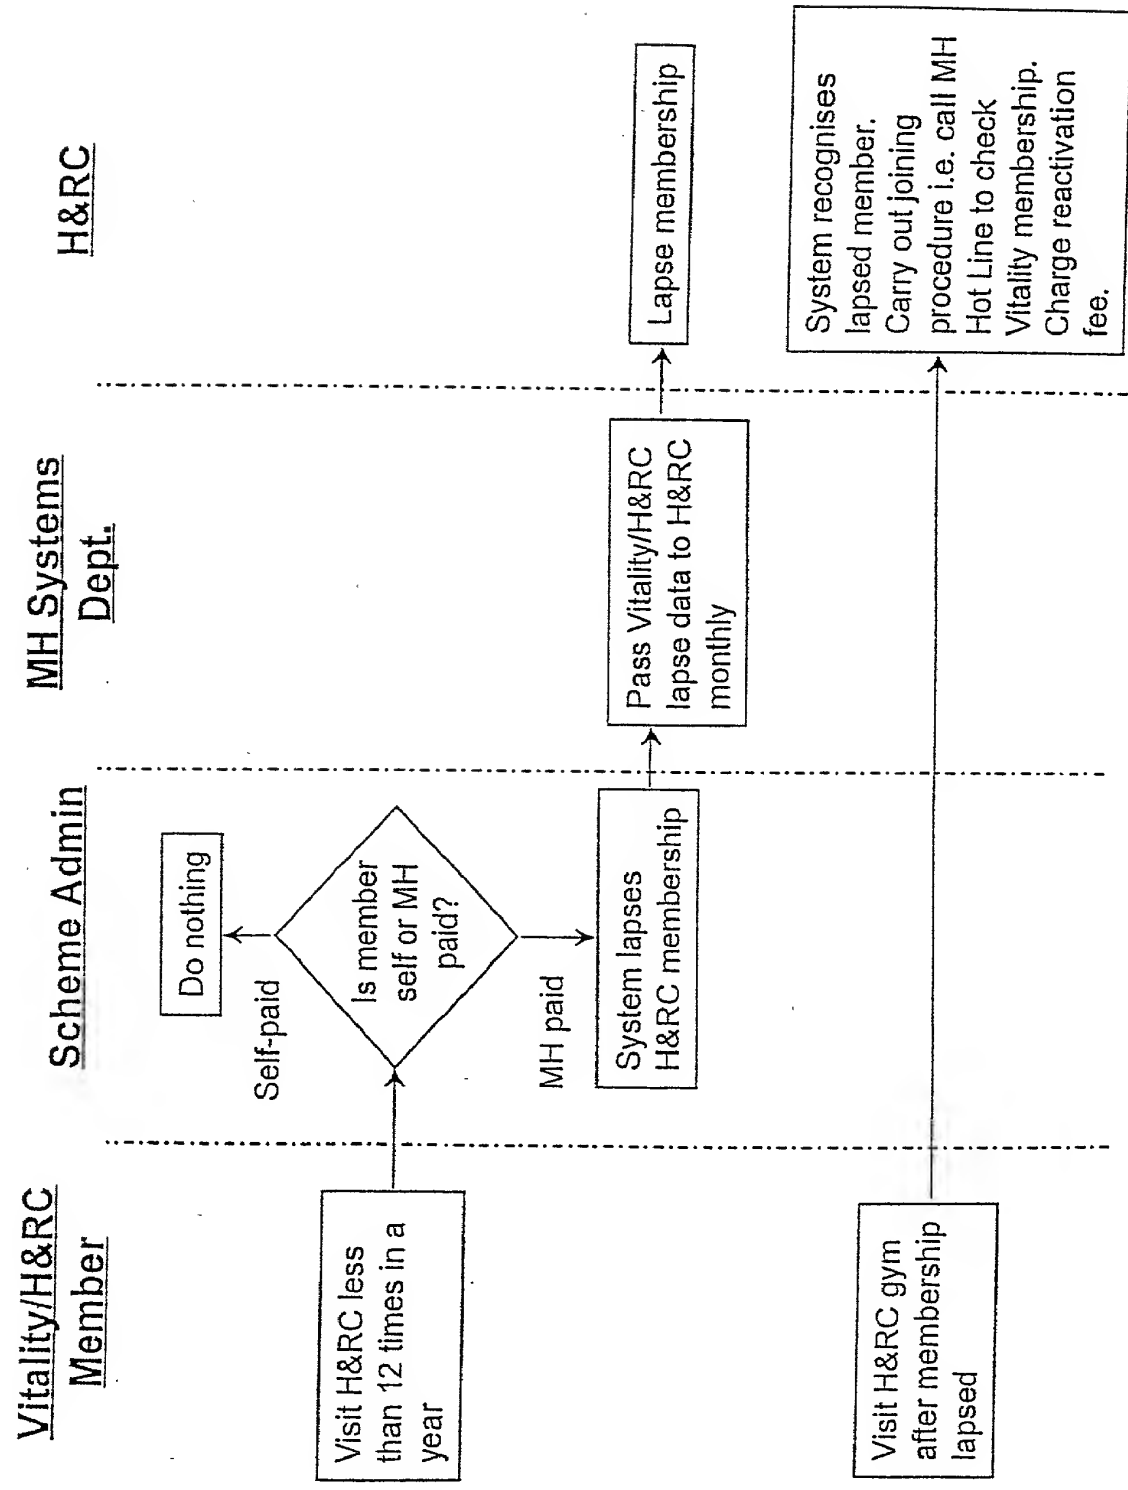 Vitality/H&RC
Member
Scheme Admin
MH Systems
Dept.
H&RC
Visit H&RC less
than 12 times in a
year
Self-paid
Do nothing
Is member
self or MH
paid?
MH paid
System lapses
H&RC membership
Pass Vitality/H&RC
lapse data to H&RC
monthly
Lapse membership
Visit H&RC gym
after membership
lapsed
System recognises
lapsed member.
Carry out joining
procedure i.e. call MH
Hot Line to check
Vitality membership.
Charge reactivation
fee.